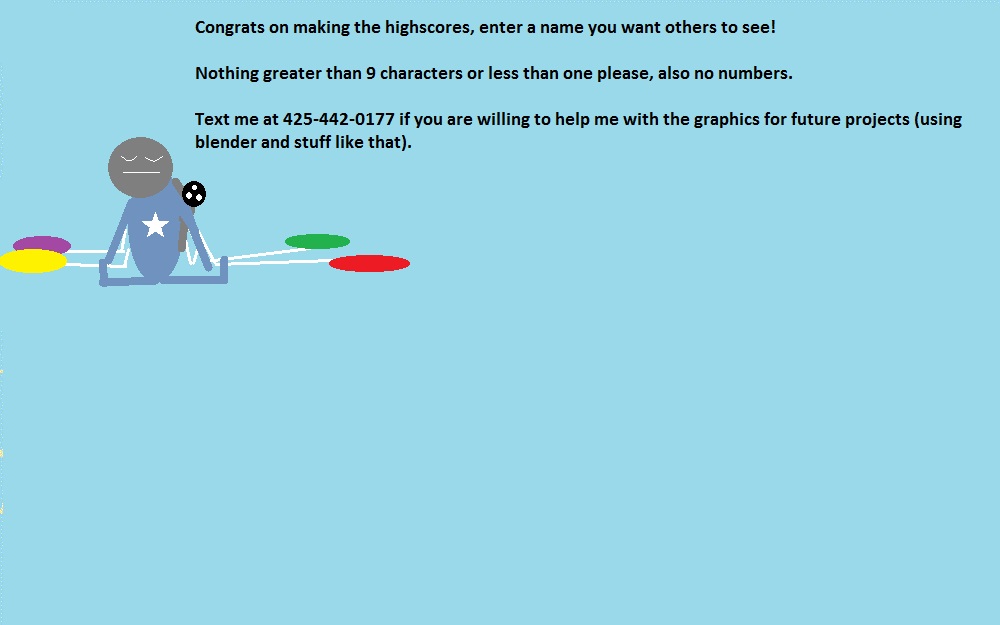 Congrats on making the highscores, enter a name you want others to see!
Nothing greater than 9 characters or less than one please, also no numbers.
Text me at 425-442-0177 if you are willing to help me with the graphics for future projects (using
blender and stuff like that).